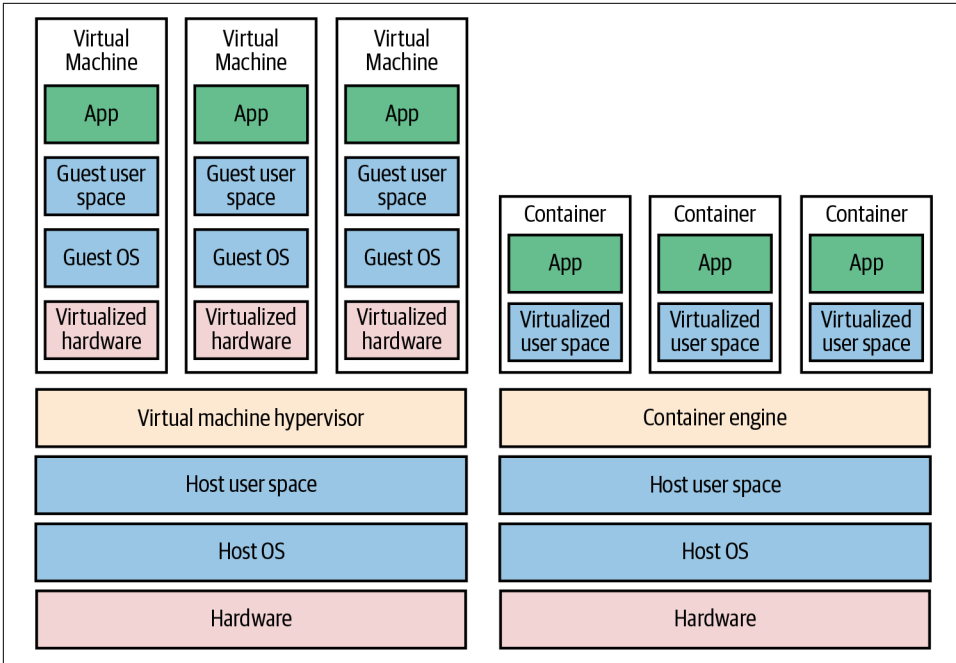 Virtual
Machine
App
Guest user
space
Guest OS
Virtualized
hardware
Virtual
Machine
App
Guest user
space
Guest OS
Virtualized
hardware
Virtual
Machine
App
Guest user
space
Guest OS
Virtualized
hardware
Virtual machine hypervisor
Host user space
Host OS
Hardware
Container
App
Virtualized
user space
Container
App
Virtualized
user space
Container
App
Virtualized
user space
Container engine
Host user space
Host OS
Hardware